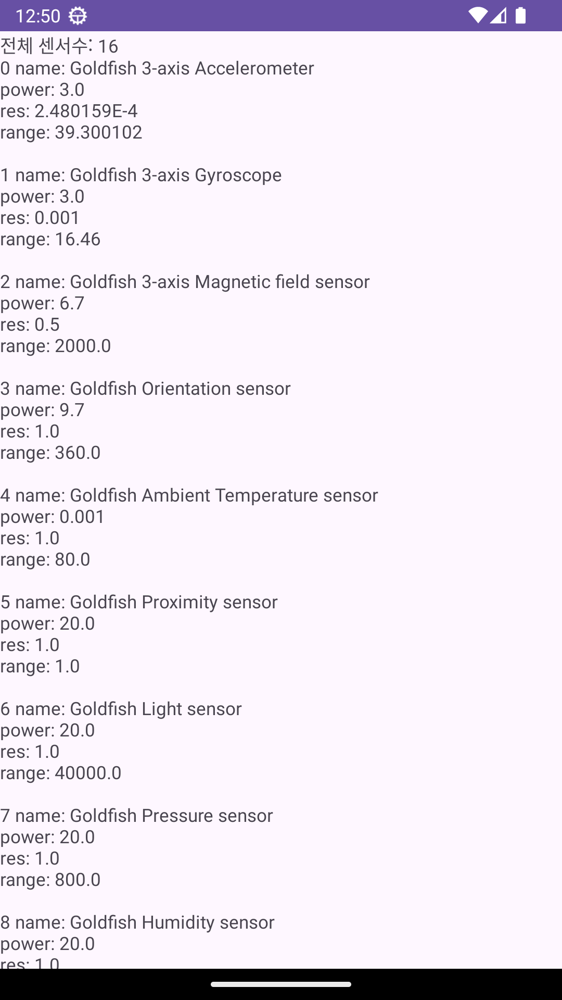 12:50
전체 센서수: 16
0 name: Goldfish 3-axis Accelerometer
power: 3.0
res: 2.480159E-4
range: 39.300102
1 name: Goldfish 3-axis Gyroscope
power: 3.0
res: 0.001
range: 16.46
2 name: Goldfish 3-axis Magnetic field sensor
power: 6.7
res: 0.5
range: 2000.0
3 name: Goldfish Orientation sensor
power: 9.7
res: 1.0
range: 360.0
4 name: Goldfish Ambient Temperature sensor
power: 0.001
res: 1.0
range: 80.0
5 name: Goldfish Proximity sensor
power: 20.0
res: 1.0
range: 1.0
6 name: Goldfish Light sensor
power: 20.0
res: 1.0
range: 40000.0
7 name: Goldfish Pressure sensor
power: 20.0
res: 1.0
range: 800.0
8 name: Goldfish Humidity sensor
power: 20.0
res: 1.0